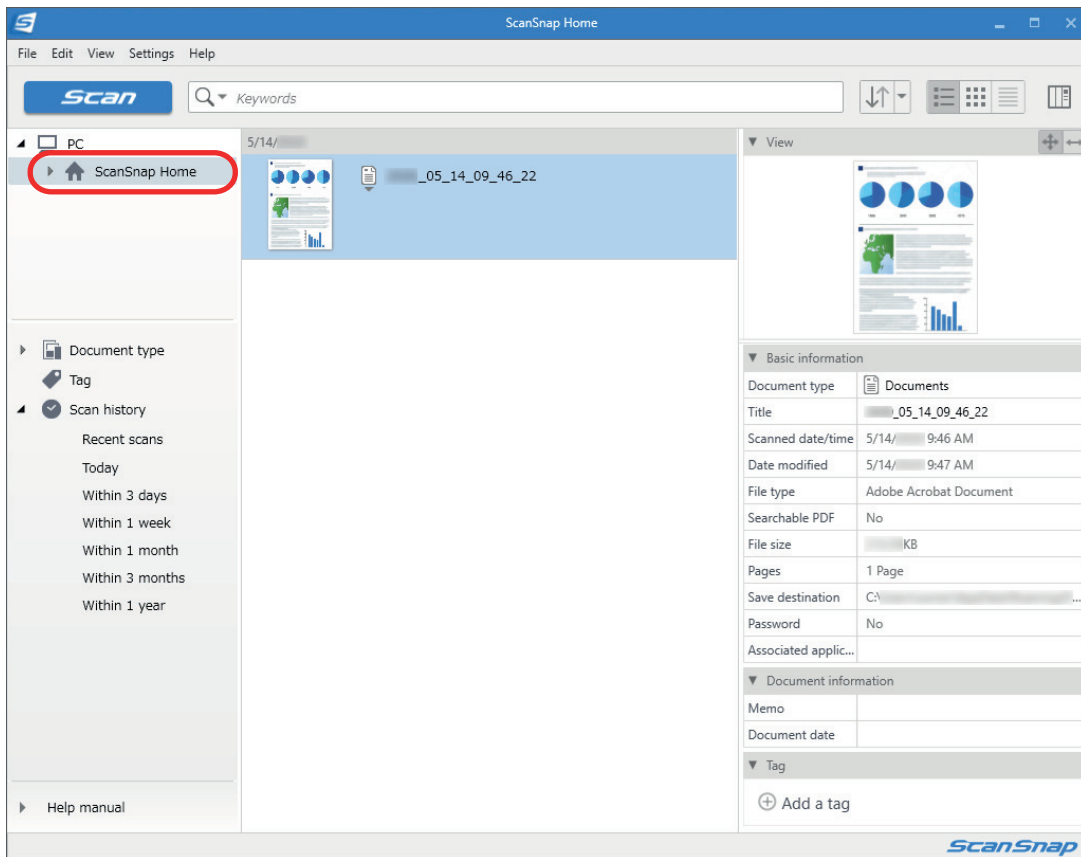 ScanSnap Home
File Edit View Settings Help
Scan
Keywords
PC
ScanSnap Home
Document type
Tag
Scan history
Recent scans
Today
Within 3 days
Within 1 week
Within 1 month
Within 3 months
Within 1 year
Help manual
5/14/
_05_14_09_46_22
View
Basic information
Document type Documents
Title _05_14_09_46_22
Scanned date/time 5/14/ 9:46 AM
Date modified 5/14/ 9:47 AM
File type Adobe Acrobat Document
Searchable PDF No
File size KB
Pages 1 Page
Save destination C:\ ...
Password No
Associated applic...
Document information
Memo
Document date
Tag
Add a tag
ScanSnap